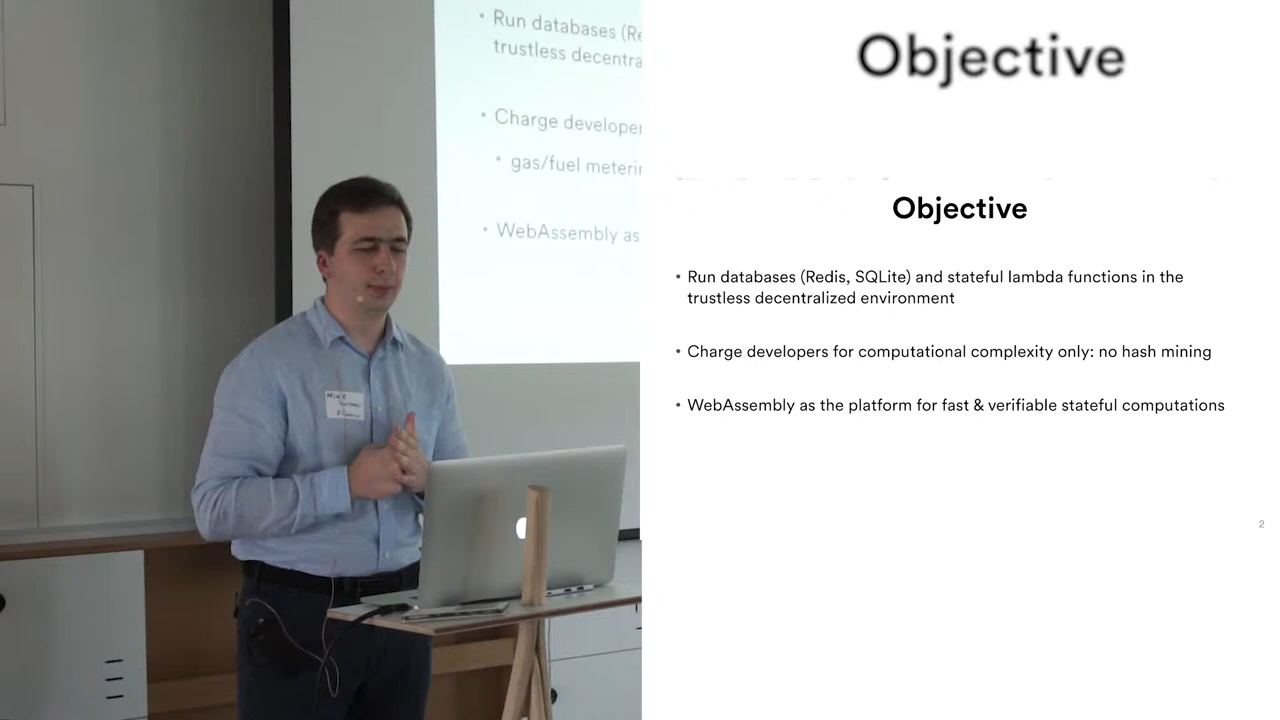 • Run databases (Re
trustless decentra
• Charge developer
• gas/fuel meterin
• WebAssembly as
MIKE
Objective
Objective
• Run databases (Redis, SQLite) and stateful lambda functions in the
trustless decentralized environment
• Charge developers for computational complexity only: no hash mining
• WebAssembly as the platform for fast & verifiable stateful computations
2